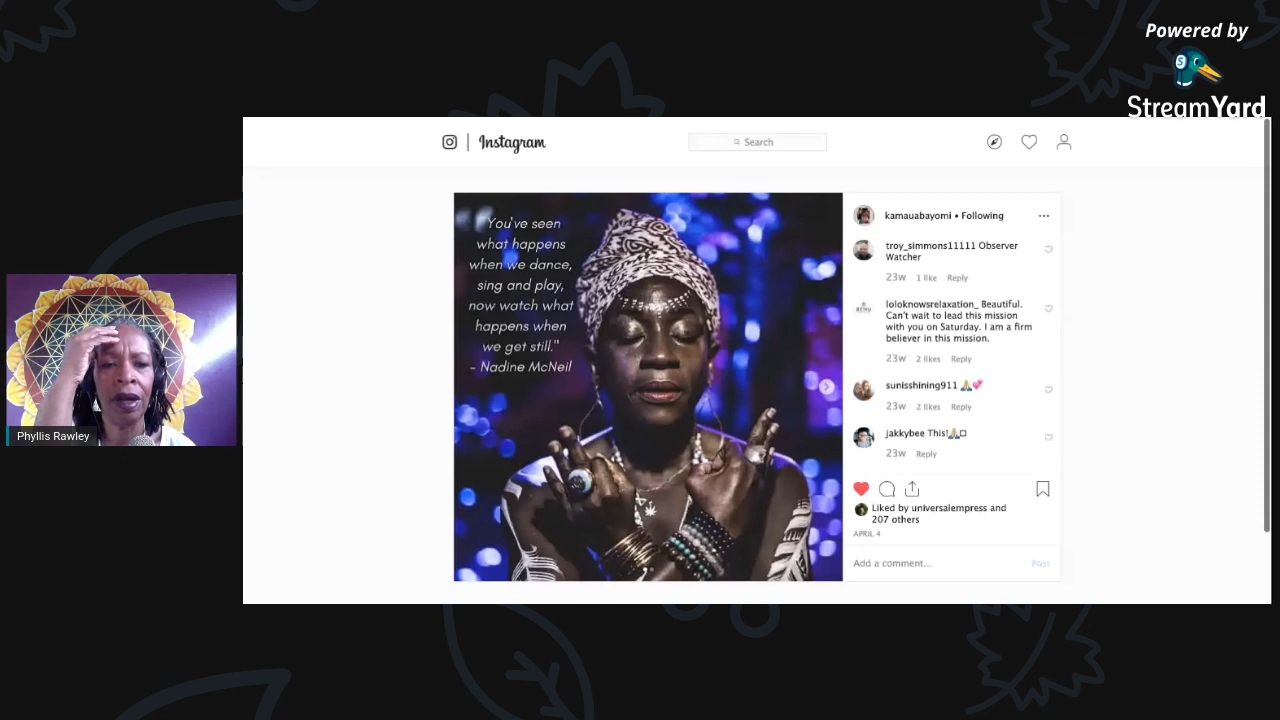 Powered by
StreamYard
Instagram
Search
"You've seen
what happens
when we dance,
sing and play,
now watch what
happens when
we get still."
- Nadine McNeil
kamauabayomi • Following
troy_simmons11111 Observer
Watcher
23w 1 like Reply
loloknowsrelaxation_ Beautiful.
Can't wait to lead this mission
with you on Saturday. I am a firm
believer in this mission.
23w 2 likes Reply
sunisshining911 🙏🏽💞
23w 2 likes Reply
jakkybee This!🙏🏽
23w Reply
Liked by universalempress and
207 others
APRIL 4
Add a comment...
Post
Phyllis Rawley